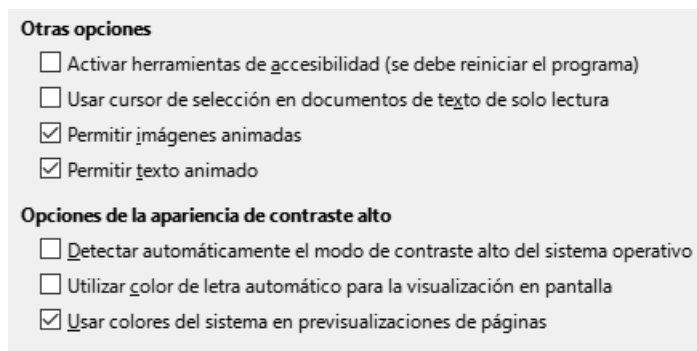 Otras opciones
Activar herramientas de accesibilidad (se debe reiniciar el programa)
Usar cursor de selección en documentos de texto de solo lectura
Permitir imágenes animadas
Permitir texto animado
Opciones de la apariencia de contraste alto
Detectar automáticamente el modo de contraste alto del sistema operativo
Utilizar color de letra automático para la visualización en pantalla
Usar colores del sistema en previsualizaciones de páginas